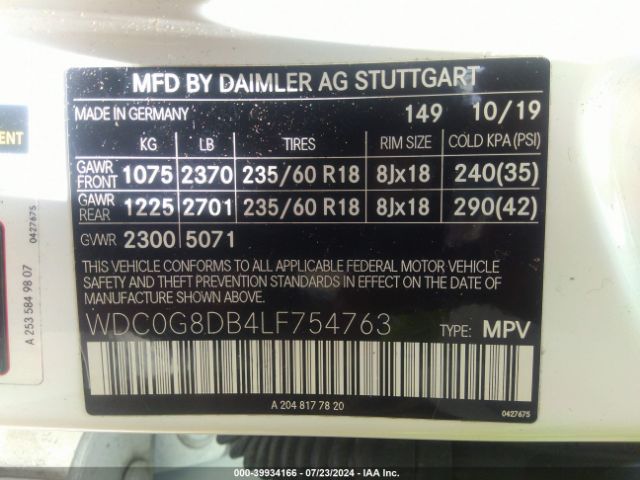 MFD BY DAIMLER AG STUTTGART
MADE IN GERMANY 149 10/19
KG LB TIRES RIM SIZE COLD KPA (PSI)
GAWR FRONT 1075 2370 235/60 R18 8Jx18 240(35)
GAWR REAR 1225 2701 235/60 R18 8Jx18 290(42)
GVWR 2300 5071
THIS VEHICLE CONFORMS TO ALL APPLICABLE FEDERAL MOTOR VEHICLE
SAFETY AND THEFT PREVENTION STANDARDS IN EFFECT ON THE DATE OF
MANUFACTURE SHOWN ABOVE.
WDC0G8DB4LF754763 TYPE: MPV
A 204 817 78 20
0427675
A 253 584 98 07
0427675
000-39934166 - 07/23/2024 - IAA Inc.